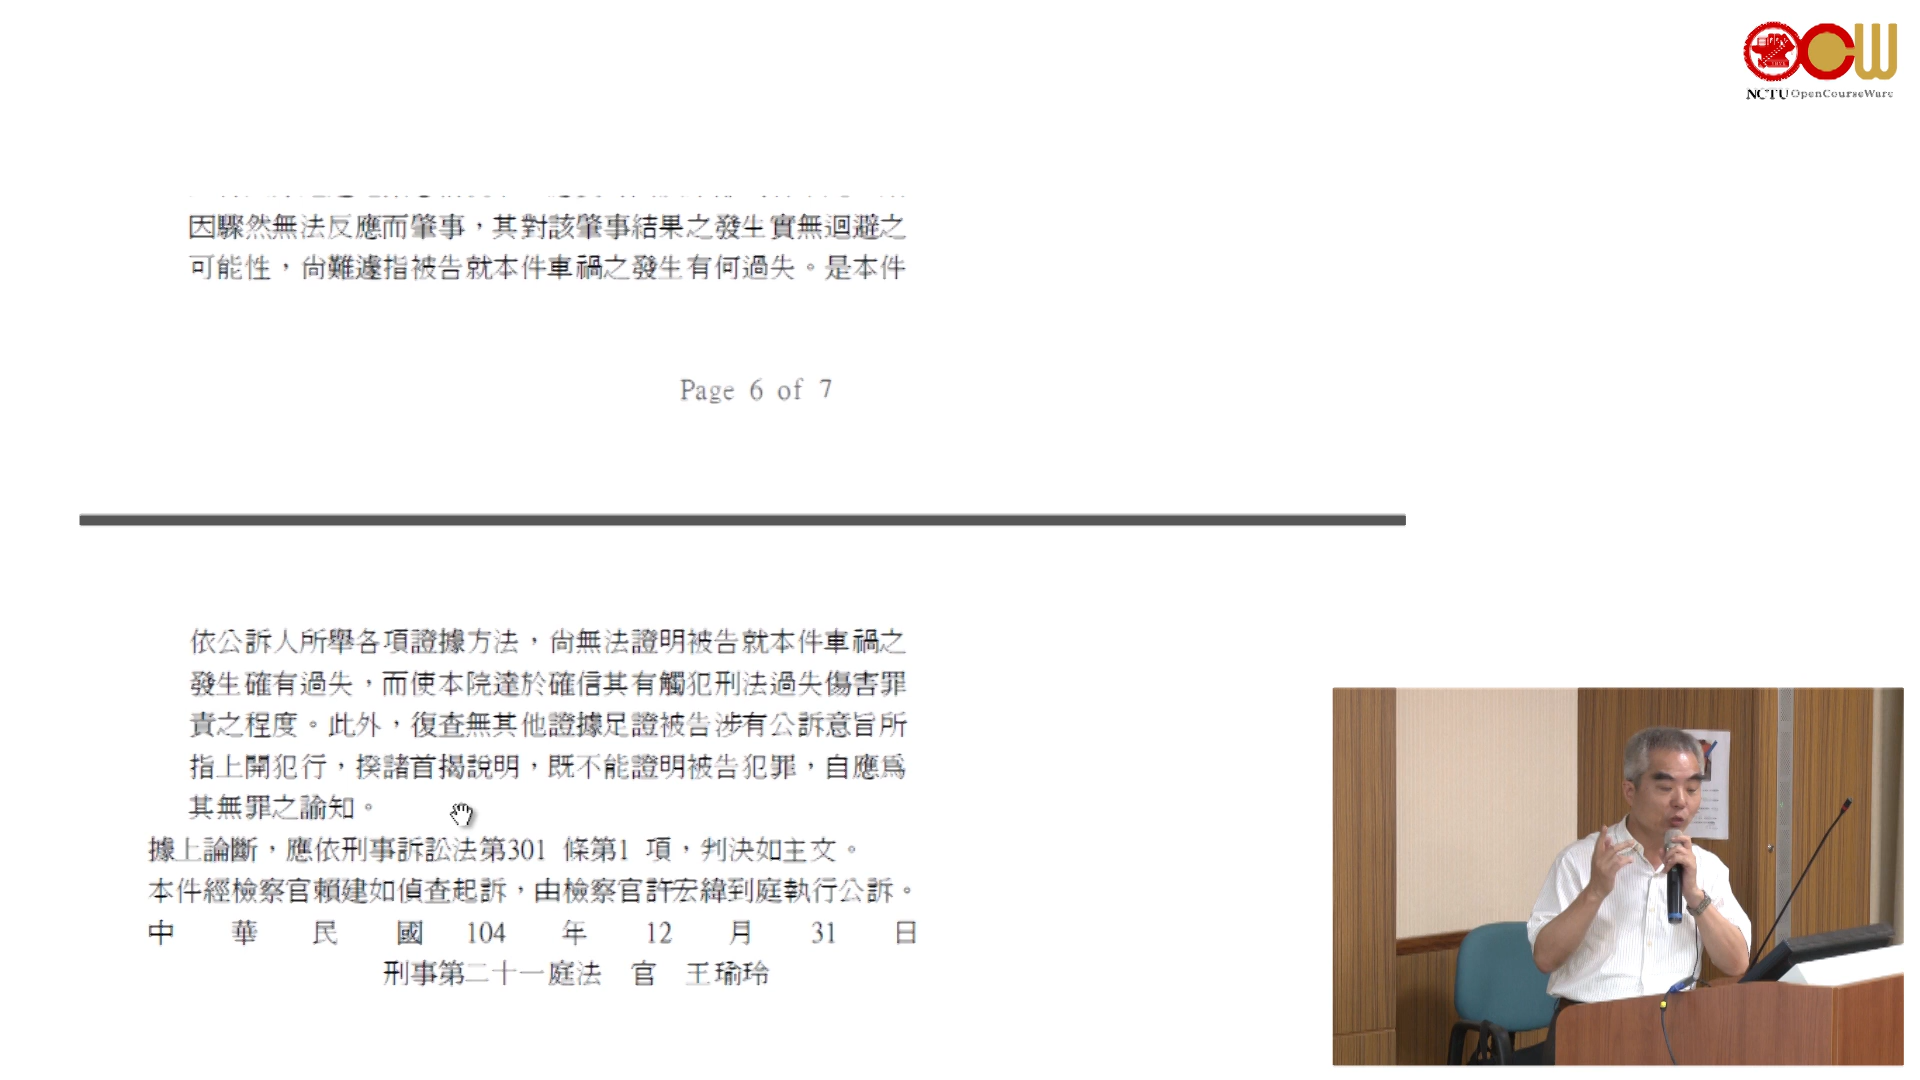 NCTU OpenCourseWare
因驟然無法反應而肇事，其對該肇事結果之發生實無迴避之
可能性，尚難遽指被告就本件車禍之發生有何過失。是本件
Page 6 of 7
依公訴人所舉各項證據方法，尚無法證明被告就本件車禍之
發生確有過失，而使本院達於確信其有觸犯刑法過失傷害罪
責之程度。此外，復查無其他證據足證被告涉有公訴意旨所
指上開犯行，揆諸首揭說明，既不能證明被告犯罪，自應為
其無罪之諭知。
據上論斷，應依刑事訴訟法第301 條第1 項，判決如主文。
本件經檢察官賴建如偵查起訴，由檢察官許宏緯到庭執行公訴。
中 華 民 國 104 年 12 月 31 日
刑事第二十一庭法 官 王瑜玲